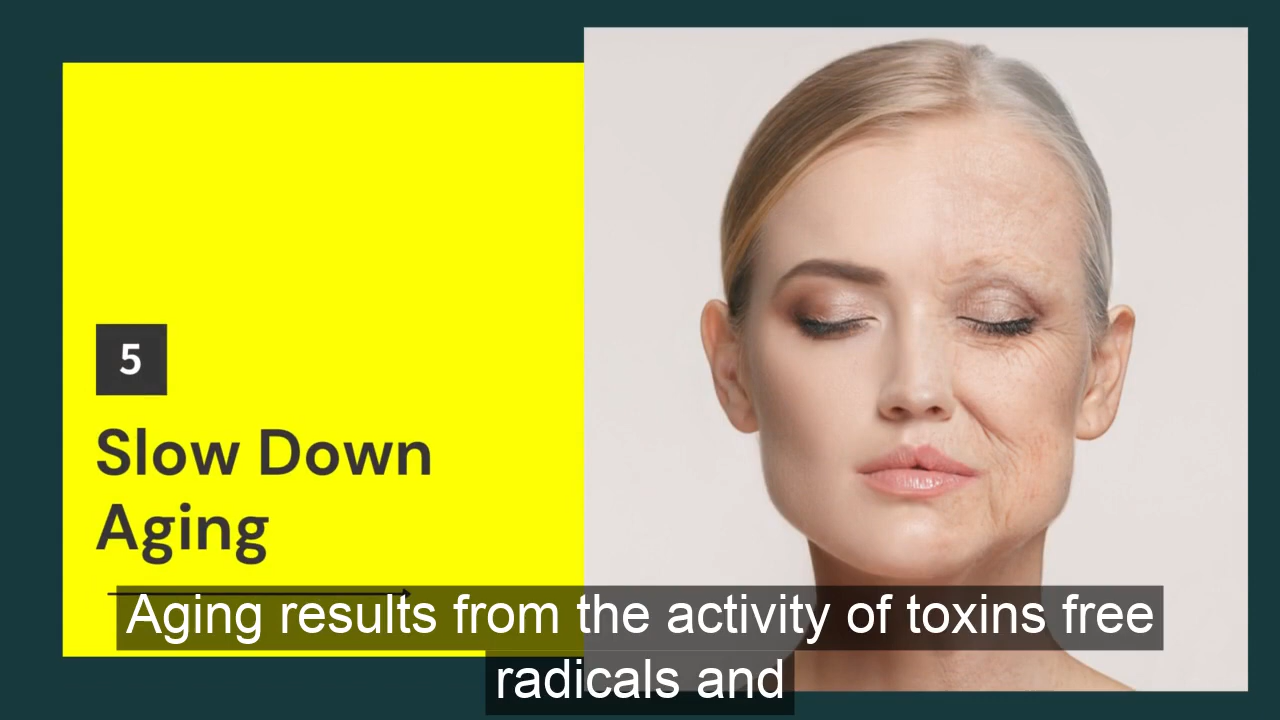 5
Slow Down
Aging
Aging results from the activity of toxins free
radicals and